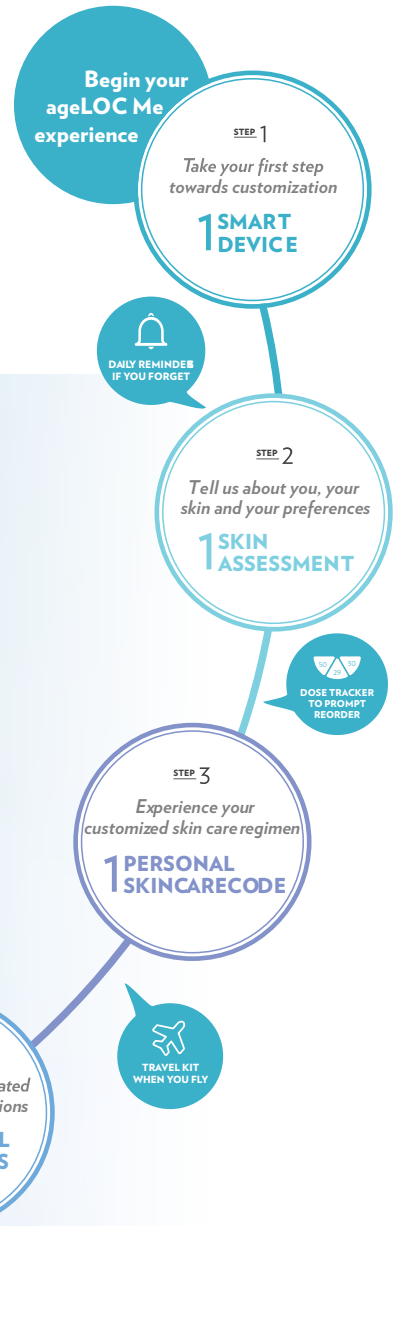 Begin your
ageLOC Me
experience
STEP 1
Take your first step
towards customization
1 SMART
DEVICE
DAILY REMINDER
IF YOU FORGET
STEP 2
Tell us about you, your
skin and your preferences
1 SKIN
ASSESSMENT
30 29 30
DOSE TRACKER
TO PROMPT
REORDER
STEP 3
Experience your
customized skin care regimen
1 PERSONAL
SKINCARECODE
TRAVEL KIT
WHEN YOU FLY
ated
ions
L
S